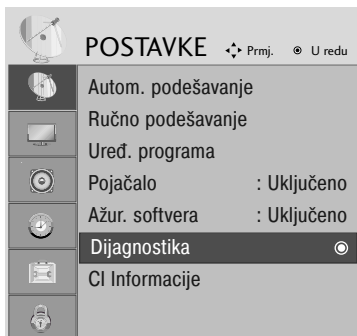 POSTAVKE Prmj. U redu
Autom. podešavanje
Ručno podešavanje
Uređ. programa
Pojačalo : Uključeno
Ažur. softvera : Uključeno
Dijagnostika
CI Informacije